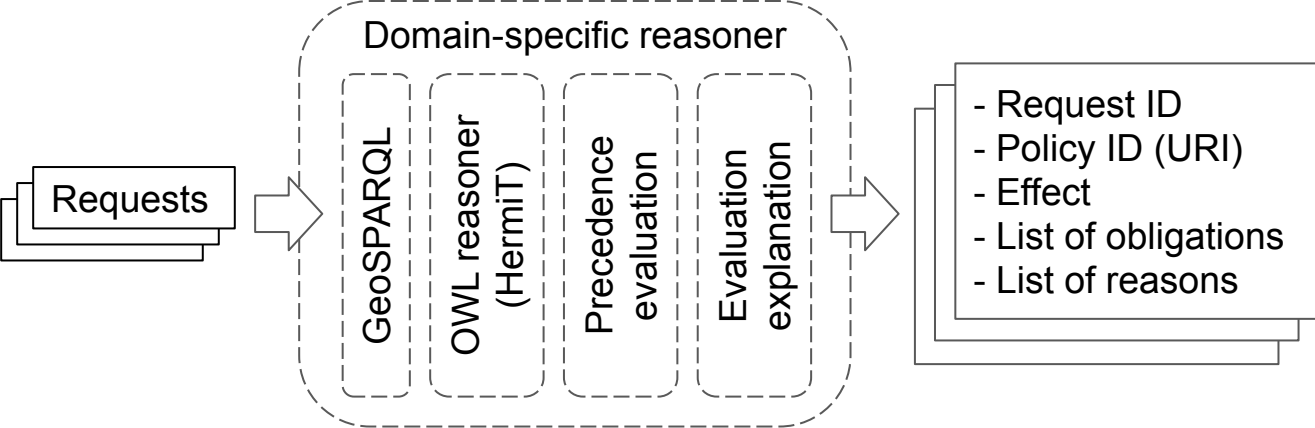 Domain-specific reasoner
Requests
GeoSPARQL
OWL reasoner
(HermiT)
Precedence
evaluation
Evaluation
explanation
- Request ID
- Policy ID (URI)
- Effect
- List of obligations
- List of reasons